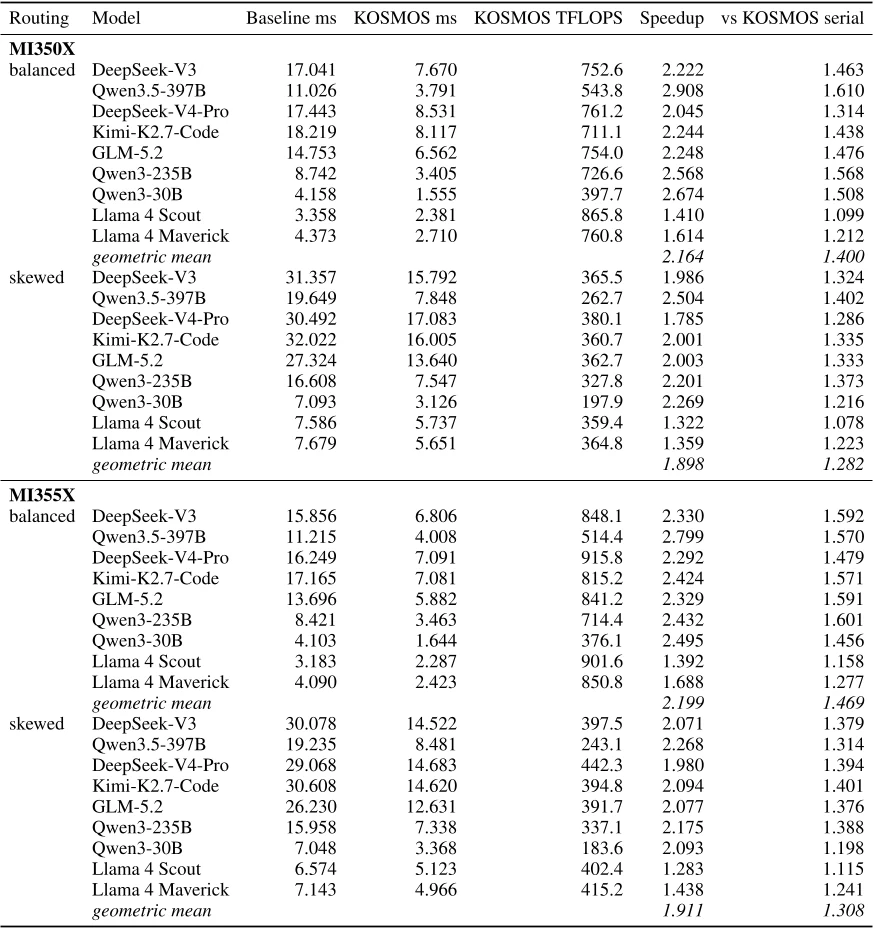 Routing Model Baseline ms KOSMOS ms KOSMOS TFLOPS Speedup vs KOSMOS serial
MI350X
balanced DeepSeek-V3 17.041 7.670 752.6 2.222 1.463
Qwen3.5-397B 11.026 3.791 543.8 2.908 1.610
DeepSeek-V4-Pro 17.443 8.531 761.2 2.045 1.314
Kimi-K2.7-Code 18.219 8.117 711.1 2.244 1.438
GLM-5.2 14.753 6.562 754.0 2.248 1.476
Qwen3-235B 8.742 3.405 726.6 2.568 1.568
Qwen3-30B 4.158 1.555 397.7 2.674 1.508
Llama 4 Scout 3.358 2.381 865.8 1.410 1.099
Llama 4 Maverick 4.373 2.710 760.8 1.614 1.212
geometric mean 2.164 1.400
skewed DeepSeek-V3 31.357 15.792 365.5 1.986 1.324
Qwen3.5-397B 19.649 7.848 262.7 2.504 1.402
DeepSeek-V4-Pro 30.492 17.083 380.1 1.785 1.286
Kimi-K2.7-Code 32.022 16.005 360.7 2.001 1.335
GLM-5.2 27.324 13.640 362.7 2.003 1.333
Qwen3-235B 16.608 7.547 327.8 2.201 1.373
Qwen3-30B 7.093 3.126 197.9 2.269 1.216
Llama 4 Scout 7.586 5.737 359.4 1.322 1.078
Llama 4 Maverick 7.679 5.651 364.8 1.359 1.223
geometric mean 1.898 1.282
MI355X
balanced DeepSeek-V3 15.856 6.806 848.1 2.330 1.592
Qwen3.5-397B 11.215 4.008 514.4 2.799 1.570
DeepSeek-V4-Pro 16.249 7.091 915.8 2.292 1.479
Kimi-K2.7-Code 17.165 7.081 815.2 2.424 1.571
GLM-5.2 13.696 5.882 841.2 2.329 1.591
Qwen3-235B 8.421 3.463 714.4 2.432 1.601
Qwen3-30B 4.103 1.644 376.1 2.495 1.456
Llama 4 Scout 3.183 2.287 901.6 1.392 1.158
Llama 4 Maverick 4.090 2.423 850.8 1.688 1.277
geometric mean 2.199 1.469
skewed DeepSeek-V3 30.078 14.522 397.5 2.071 1.379
Qwen3.5-397B 19.235 8.481 243.1 2.268 1.314
DeepSeek-V4-Pro 29.068 14.683 442.3 1.980 1.394
Kimi-K2.7-Code 30.608 14.620 394.8 2.094 1.401
GLM-5.2 26.230 12.631 391.7 2.077 1.376
Qwen3-235B 15.958 7.338 337.1 2.175 1.388
Qwen3-30B 7.048 3.368 183.6 2.093 1.198
Llama 4 Scout 6.574 5.123 402.4 1.283 1.115
Llama 4 Maverick 7.143 4.966 415.2 1.438 1.241
geometric mean 1.911 1.308